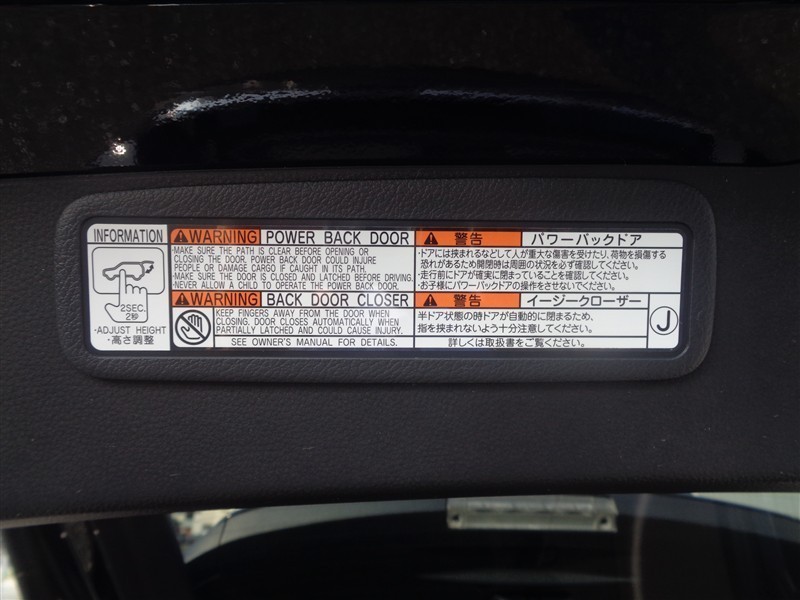 INFORMATION
2SEC.
2秒
・ADJUST HEIGHT
・高さ調整
WARNING POWER BACK DOOR
・MAKE SURE THE PATH IS CLEAR BEFORE OPENING OR
CLOSING THE DOOR. POWER BACK DOOR COULD INJURE
PEOPLE OR DAMAGE CARGO IF CAUGHT IN ITS PATH.
・MAKE SURE THE DOOR IS CLOSED AND LATCHED BEFORE DRIVING.
・NEVER ALLOW A CHILD TO OPERATE THE POWER BACK DOOR.
WARNING BACK DOOR CLOSER
KEEP FINGERS AWAY FROM THE DOOR WHEN
CLOSING. DOOR CLOSES AUTOMATICALLY WHEN
PARTIALLY LATCHED AND COULD CAUSE INJURY.
SEE OWNER'S MANUAL FOR DETAILS.
警告 パワーバックドア
・ドアには挟まれるなどして人が重大な傷害を受けたり、荷物を損傷する
恐れがあるため開閉時は周囲の状況を必ず確認してください。
・走行前にドアが確実に閉まっていることを確認してください。
・お子様にパワーバックドアの操作をさせないでください。
警告 イージークローザー
半ドア状態の時ドアが自動的に閉まるため、
指を挟まれないよう十分注意してください。
詳しくは取扱書をご覧ください。
J